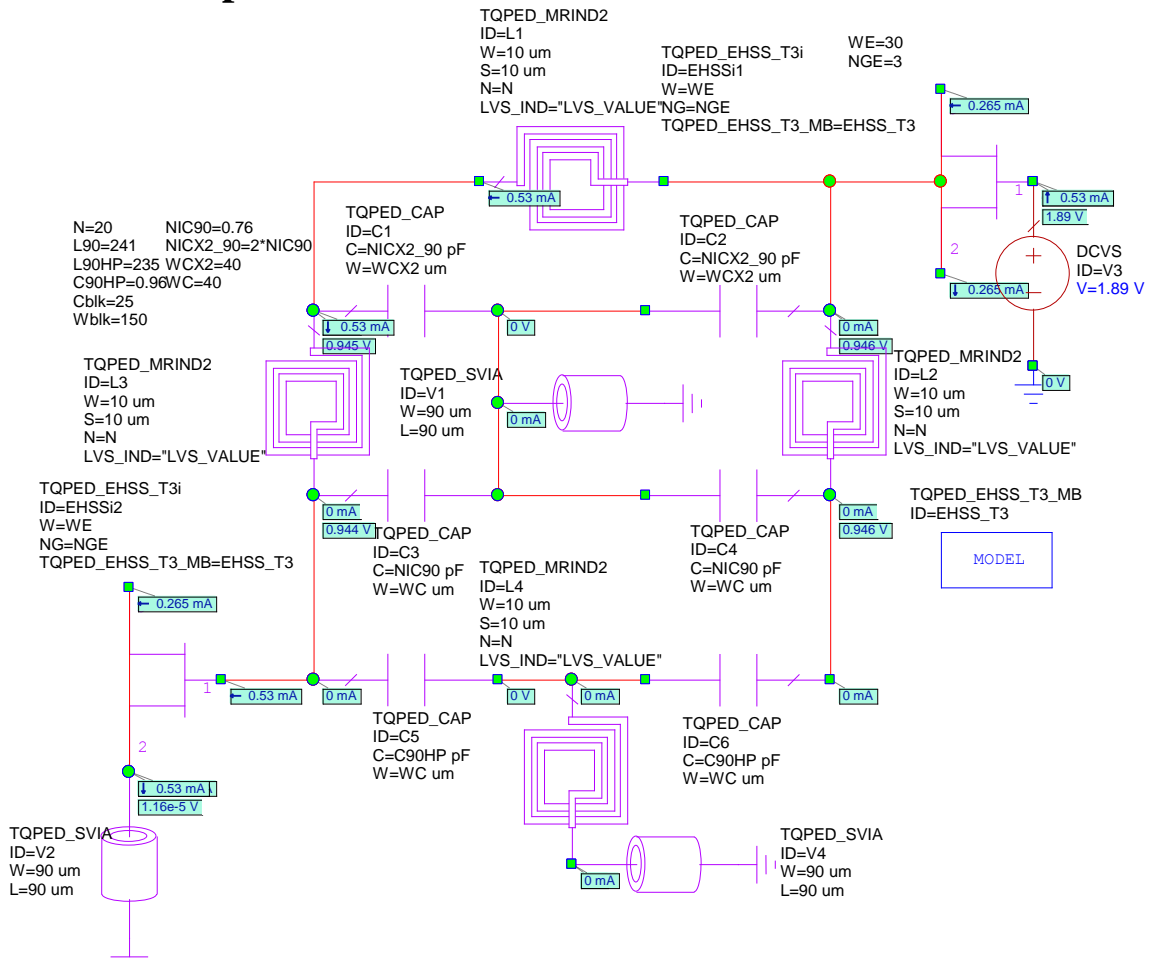 TQPED_MRIND2
ID=L1
W=10 um
S=10 um
N=N
LVS_IND="LVS_VALUE"
TQPED_EHSS_T3i
ID=EHSSi1
W=WE
NG=NGE
TQPED_EHSS_T3_MB=EHSS_T3
WE=30
NGE=3
0.265 mA
1
0.53 mA
1.89 V
2
0.265 mA
DCVS
ID=V3
V=1.89 V
0 V
0.53 mA
N=20
L90=241
L90HP=235
C90HP=0.96
Cblk=25
Wblk=150
NIC90=0.76
NICX2_90=2*NIC90
WCX2=40
WC=40
TQPED_CAP
ID=C1
C=NICX2_90 pF
W=WCX2 um
TQPED_CAP
ID=C2
C=NICX2_90 pF
W=WCX2 um
0.53 mA
0.945 V
0 V
0 mA
0.946 V
TQPED_MRIND2
ID=L3
W=10 um
S=10 um
N=N
LVS_IND="LVS_VALUE"
TQPED_SVIA
ID=V1
W=90 um
L=90 um
0 mA
TQPED_MRIND2
ID=L2
W=10 um
S=10 um
N=N
LVS_IND="LVS_VALUE"
TQPED_EHSS_T3i
ID=EHSSi2
W=WE
NG=NGE
TQPED_EHSS_T3_MB=EHSS_T3
0 mA
0.944 V
TQPED_CAP
ID=C3
C=NIC90 pF
W=WC um
TQPED_CAP
ID=C4
C=NIC90 pF
W=WC um
0 mA
0.946 V
TQPED_EHSS_T3_MB
ID=EHSS_T3
MODEL
TQPED_MRIND2
ID=L4
W=10 um
S=10 um
N=N
LVS_IND="LVS_VALUE"
0.265 mA
1
0.53 mA
0 mA
0 V
0 mA
0 mA
2
0.53 mA
1.16e-5 V
TQPED_CAP
ID=C5
C=C90HP pF
W=WC um
TQPED_CAP
ID=C6
C=C90HP pF
W=WC um
TQPED_SVIA
ID=V2
W=90 um
L=90 um
0 mA
TQPED_SVIA
ID=V4
W=90 um
L=90 um